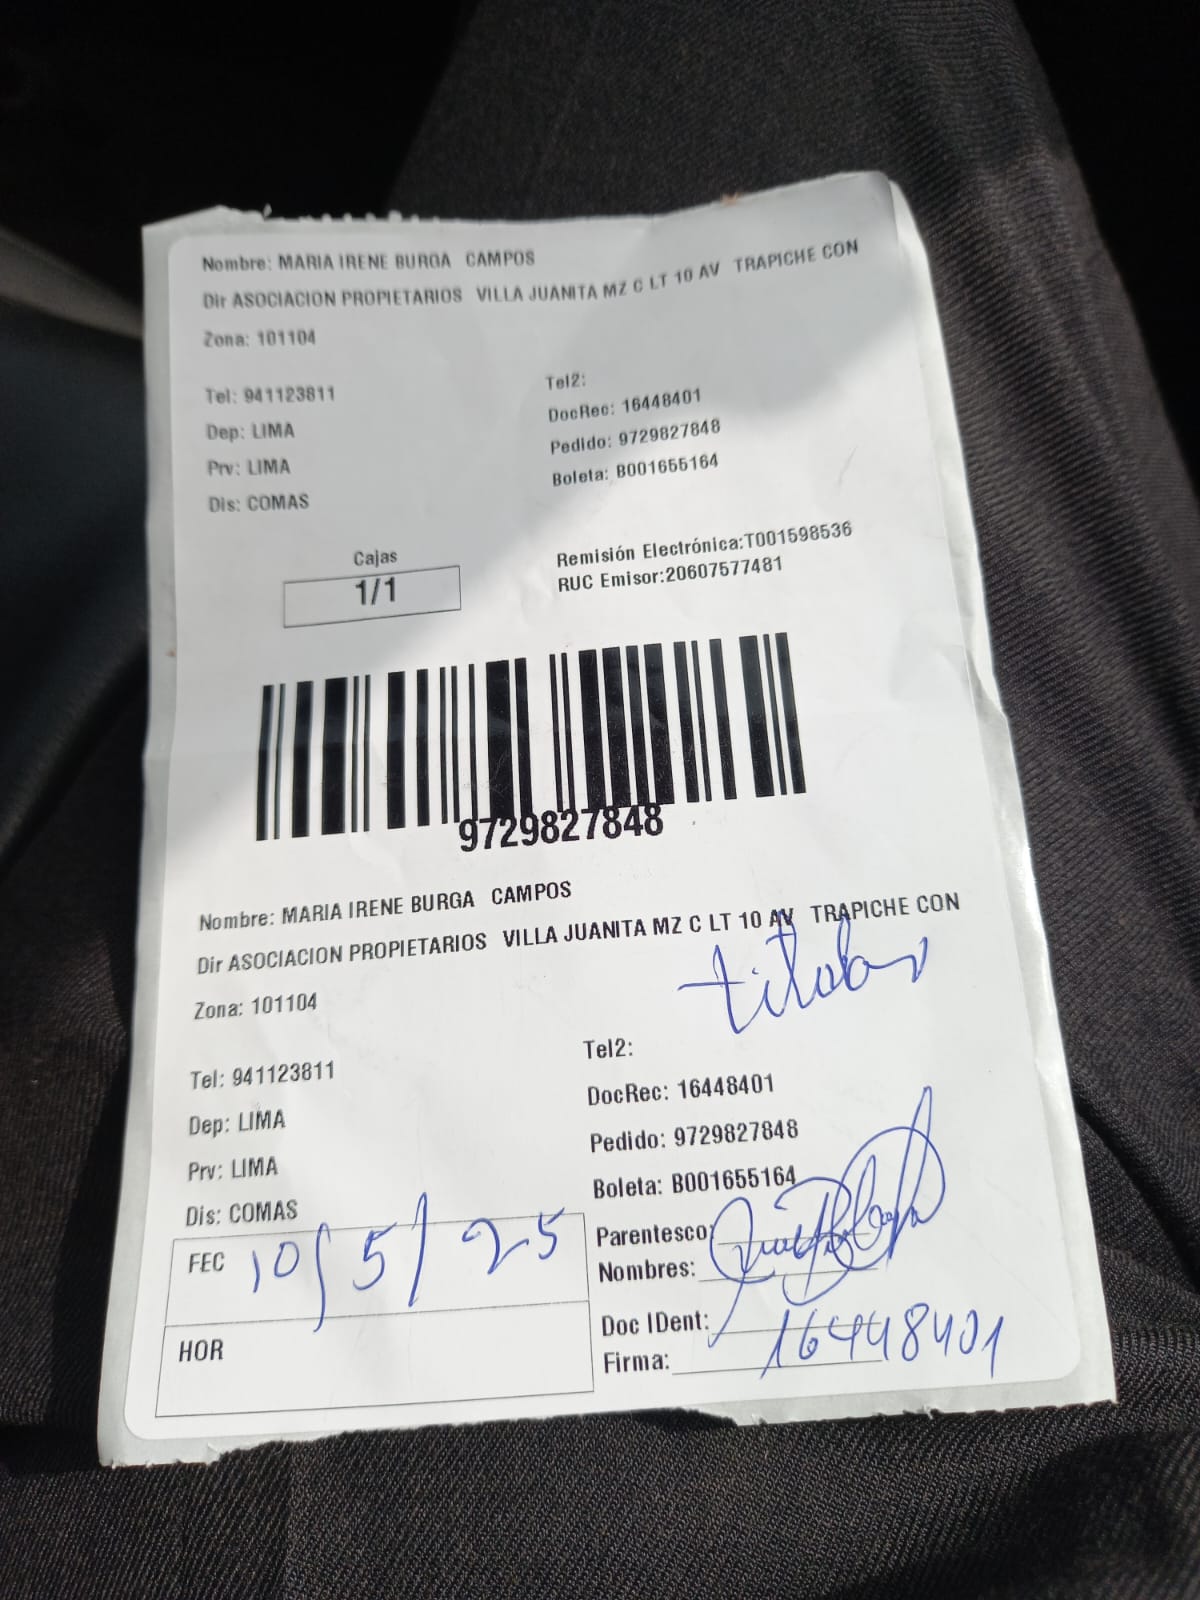 Nombre: MARIA IRENE BURGA CAMPOS
Dir ASOCIACION PROPIETARIOS VILLA JUANITA MZ C LT 10 AV TRAPICHE CON
Zona: 101104
Tel: 941123811
Tel2:
Dep: LIMA
DocRec: 16448401
Prv: LIMA
Pedido: 9729827848
Dis: COMAS
Boleta: B001655164
Cajas
1/1
Remisión Electrónica:T001598536
RUC Emisor:20607577481
9729827848
Nombre: MARIA IRENE BURGA CAMPOS
Dir ASOCIACION PROPIETARIOS VILLA JUANITA MZ C LT 10 AV TRAPICHE CON
Zona: 101104
titular
Tel: 941123811
Tel2:
Dep: LIMA
DocRec: 16448401
Prv: LIMA
Pedido: 9729827848
Dis: COMAS
Boleta: B001655164
FEC 10/5/25
Parentesco:
Nombres:
HOR
Doc IDent: 16448401
Firma: